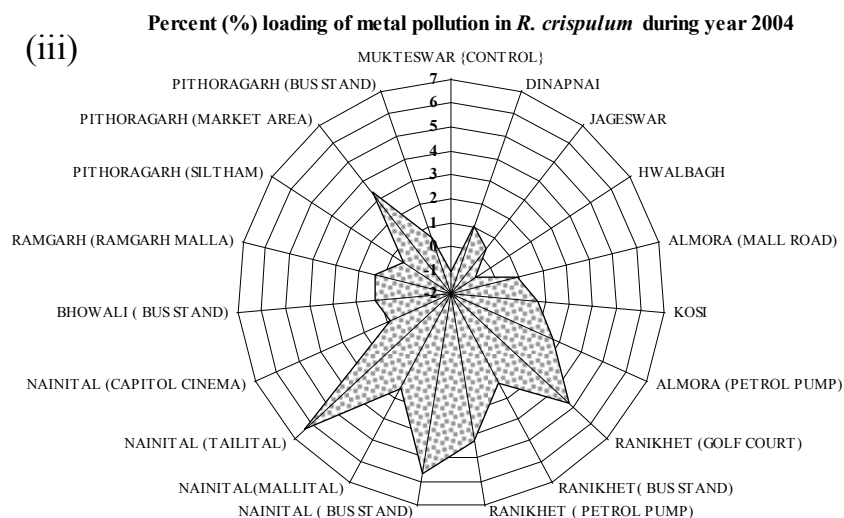 (iii)
Percent (%) loading of metal pollution in R. crispulum during year 2004
MUKTESWAR {CONTROL}
DINAPNAI
JAGESWAR
HWALBAGH
ALMORA (MALL ROAD)
KOSI
ALMORA (PETROL PUMP)
RANIKHET (GOLF COURT)
RANIKHET ( BUS STAND)
RANIKHET ( PETROL PUMP)
NAINITAL ( BUS STAND)
NAINITAL(MALLITAL)
NAINITAL (TAILITAL)
NAINITAL (CAPITOL CINEMA)
BHOWALI ( BUS STAND)
RAMGARH (RAMGARH MALLA)
PITHORAGARH (SILTHAM)
PITHORAGARH (MARKET AREA)
PITHORAGARH (BUS STAND)
7
6
5
4
3
2
1
0
-1
-2